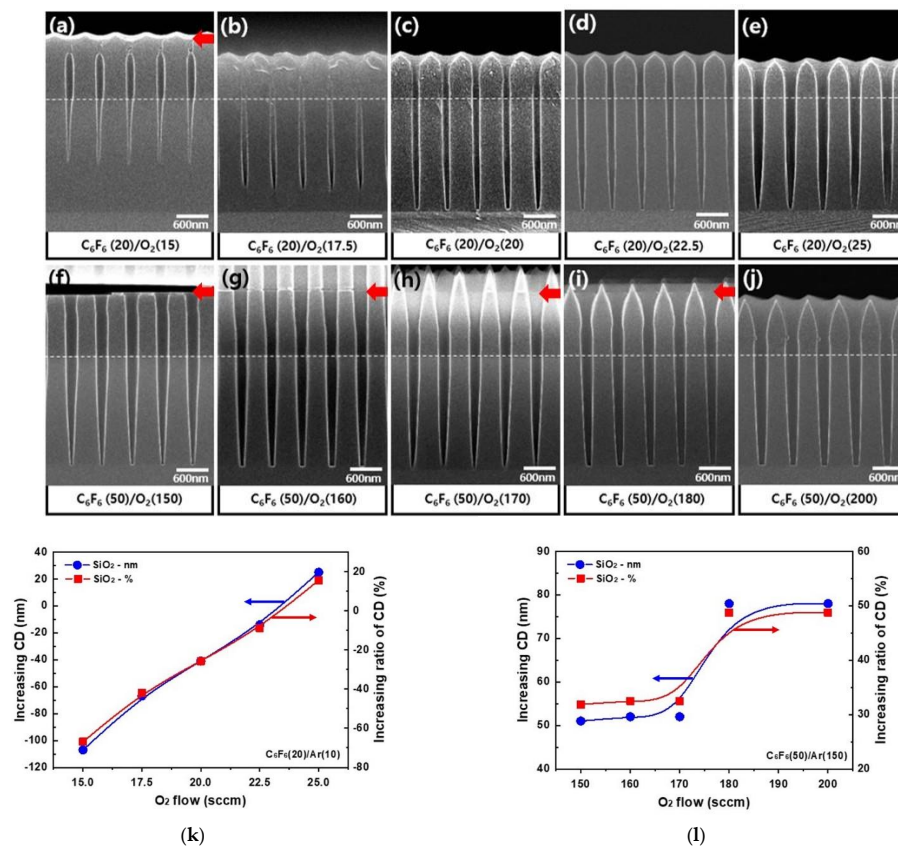 (a)
(b)
(c)
(d)
(e)
600nm
600nm
600nm
600nm
600nm
C₆F₆ (20)/O₂(15)
C₆F₆ (20)/O₂(17.5)
C₆F₆ (20)/O₂(20)
C₆F₆ (20)/O₂(22.5)
C₆F₆ (20)/O₂(25)
(f)
(g)
(h)
(i)
(j)
600nm
600nm
600nm
600nm
600nm
C₆F₆ (50)/O₂(150)
C₆F₆ (50)/O₂(160)
C₆F₆ (50)/O₂(170)
C₆F₆ (50)/O₂(180)
C₆F₆ (50)/O₂(200)
Increasing CD (nm)
40
20
0
-20
-40
-60
-80
-100
-120
SiO₂ - nm
SiO₂ - %
C₆F₆(20)/Ar(10)
20
0
-20
-40
-60
-80
Increasing ratio of CD (%)
15.0
17.5
20.0
22.5
25.0
O₂ flow (sccm)
(k)
Increasing CD (nm)
90
80
70
60
50
40
SiO₂ - nm
SiO₂ - %
C₆F₆(50)/Ar(150)
60
50
40
30
20
Increasing ratio of CD (%)
150
160
170
180
190
200
O₂ flow (sccm)
(l)